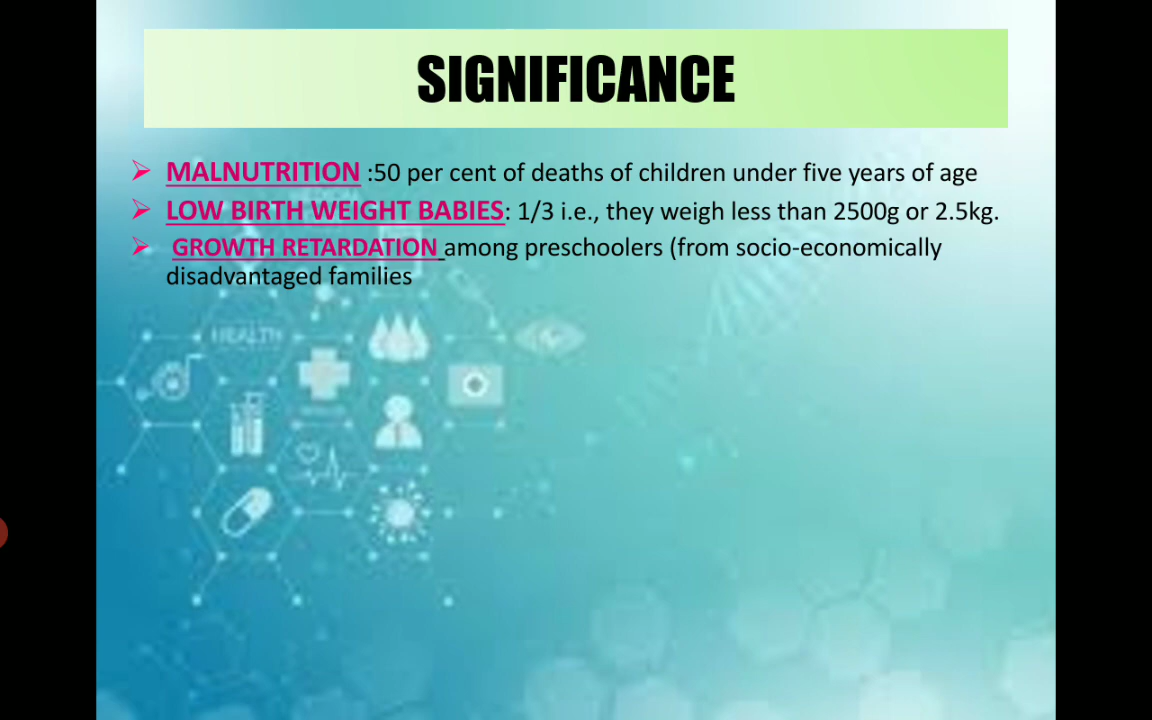 SIGNIFICANCE
MALNUTRITION :50 per cent of deaths of children under five years of age
LOW BIRTH WEIGHT BABIES: 1/3 i.e., they weigh less than 2500g or 2.5kg.
GROWTH RETARDATION among preschoolers (from socio-economically
disadvantaged families
HEALTH